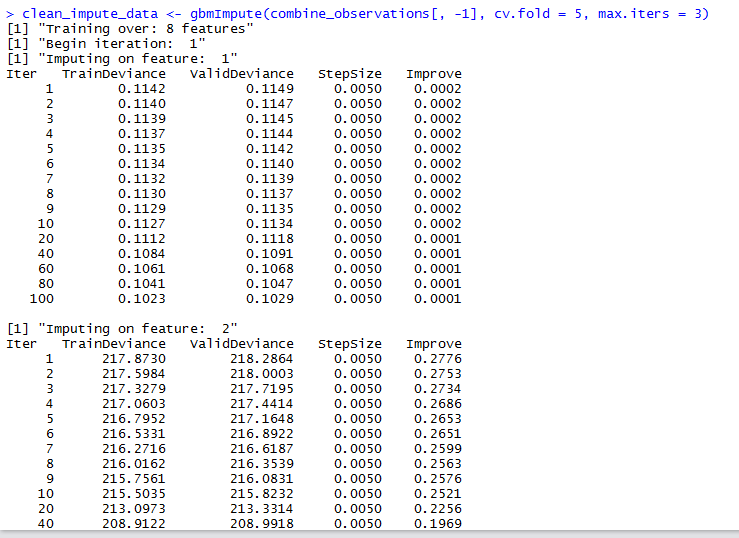 > clean_impute_data <- gbmImpute(combine_observations[, -1], cv.fold = 5, max.iters = 3)
[1] "Training over: 8 features"
[1] "Begin iteration:  1"
[1] "Imputing on feature:  1"
Iter   TrainDeviance   ValidDeviance   StepSize   Improve
     1        0.1142          0.1149     0.0050    0.0002
     2        0.1140          0.1147     0.0050    0.0002
     3        0.1139          0.1145     0.0050    0.0002
     4        0.1137          0.1144     0.0050    0.0002
     5        0.1135          0.1142     0.0050    0.0002
     6        0.1134          0.1140     0.0050    0.0002
     7        0.1132          0.1139     0.0050    0.0002
     8        0.1130          0.1137     0.0050    0.0002
     9        0.1129          0.1135     0.0050    0.0002
    10        0.1127          0.1134     0.0050    0.0002
    20        0.1112          0.1118     0.0050    0.0001
    40        0.1084          0.1091     0.0050    0.0001
    60        0.1061          0.1068     0.0050    0.0001
    80        0.1041          0.1047     0.0050    0.0001
   100        0.1023          0.1029     0.0050    0.0001

[1] "Imputing on feature:  2"
Iter   TrainDeviance   ValidDeviance   StepSize   Improve
     1      217.8730        218.2864     0.0050    0.2776
     2      217.5984        218.0003     0.0050    0.2753
     3      217.3279        217.7195     0.0050    0.2734
     4      217.0603        217.4414     0.0050    0.2686
     5      216.7952        217.1648     0.0050    0.2653
     6      216.5331        216.8922     0.0050    0.2651
     7      216.2716        216.6187     0.0050    0.2599
     8      216.0162        216.3539     0.0050    0.2563
     9      215.7561        216.0831     0.0050    0.2576
    10      215.5035        215.8232     0.0050    0.2521
    20      213.0973        213.3314     0.0050    0.2256
    40      208.9122        208.9918     0.0050    0.1969